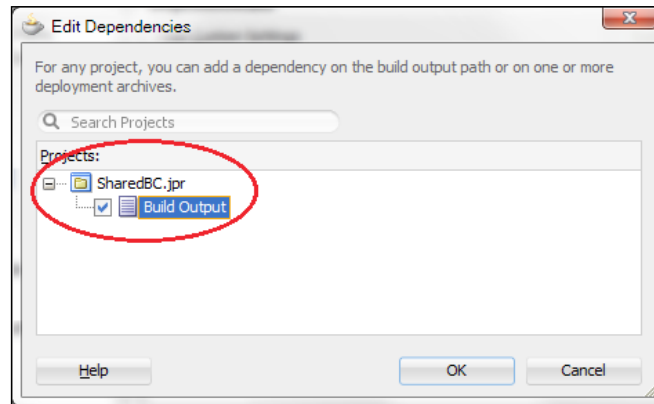 Edit Dependencies
For any project, you can add a dependency on the build output path or on one or more
deployment archives.
Search Projects
Projects:
SharedBC.jpr
Build Output
Help
OK
Cancel